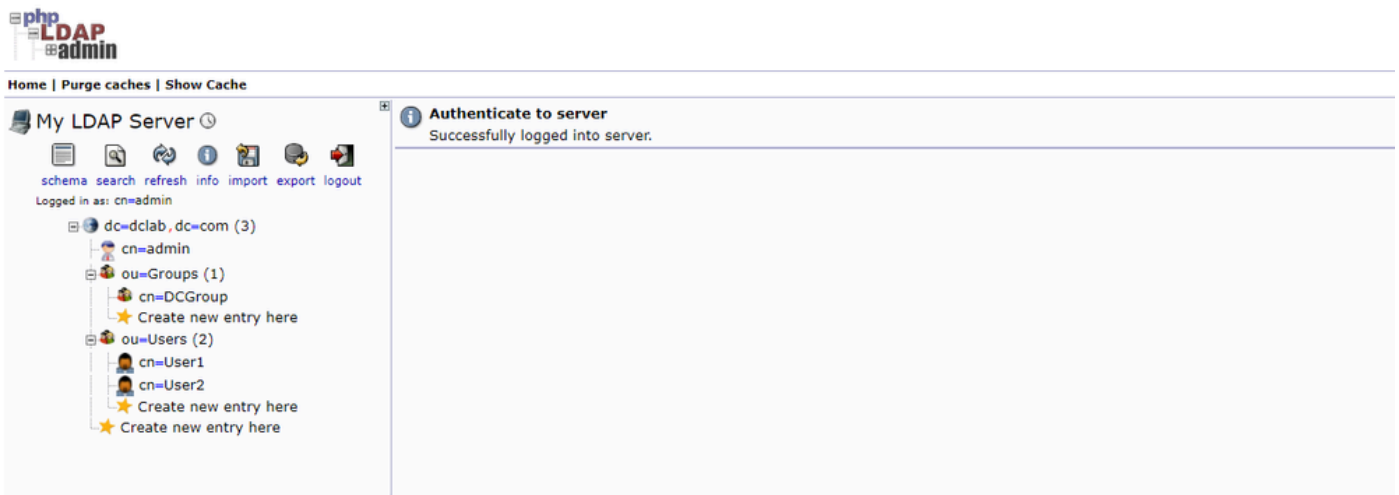 php
LDAP
admin
Home | Purge caches | Show Cache
My LDAP Server
schema search refresh info import export logout
Logged in as: cn=admin
dc=dclab,dc=com (3)
cn=admin
ou=Groups (1)
cn=DCGroup
Create new entry here
ou=Users (2)
cn=User1
cn=User2
Create new entry here
Create new entry here
Authenticate to server
Successfully logged into server.